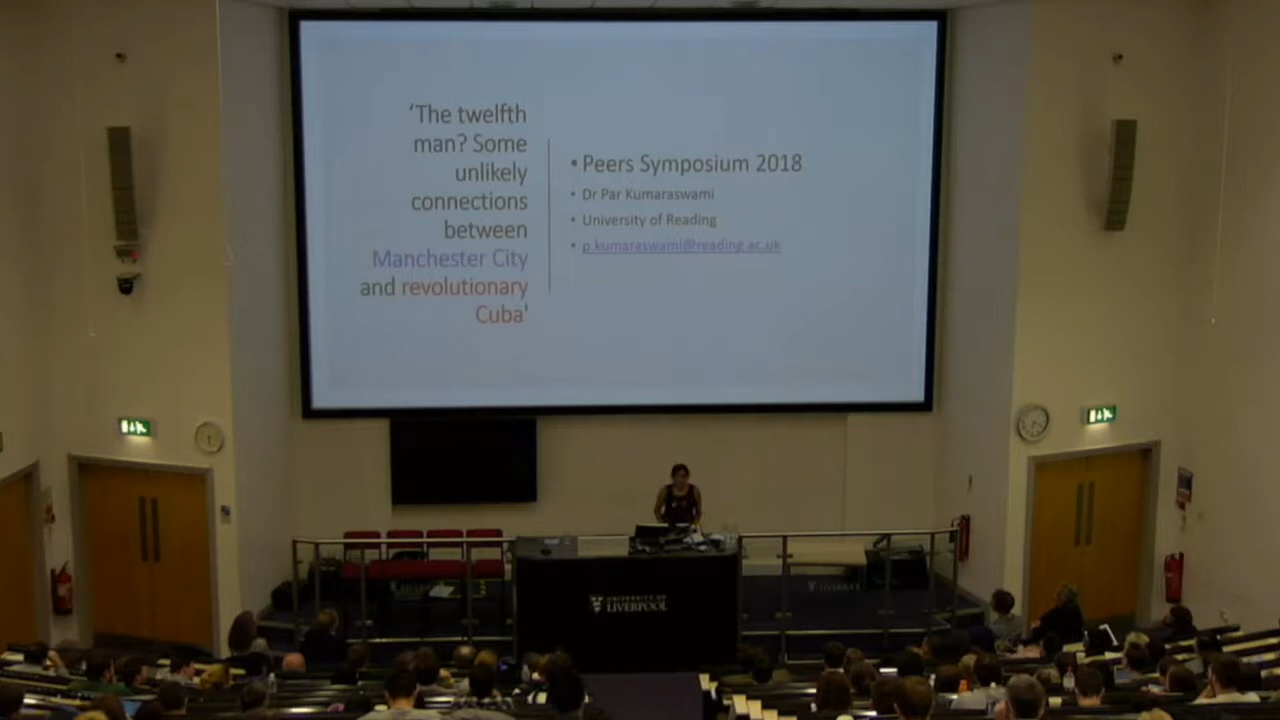 ‘The twelfth
man? Some
unlikely
connections
between
Manchester City
and revolutionary
Cuba'
• Peers Symposium 2018
• Dr Par Kumaraswami
• University of Reading
• p.kumaraswami@reading.ac.uk
UNIVERSITY OF
LIVERPOOL